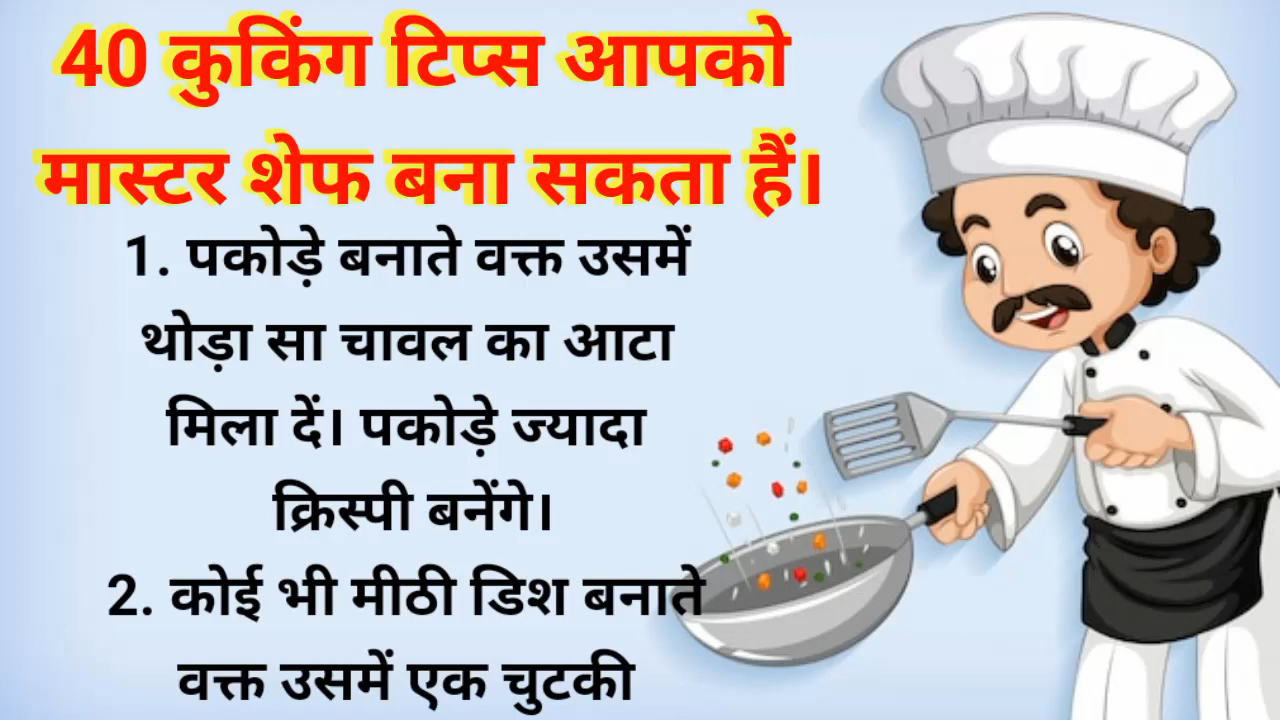 40 कुकिंग टिप्स आपको
मास्टर शेफ बना सकता हैं।
1. पकोड़े बनाते वक्त उसमें
थोड़ा सा चावल का आटा
मिला दें। पकोड़े ज्यादा
क्रिस्पी बनेंगे।
2. कोई भी मीठी डिश बनाते
वक्त उसमें एक चुटकी